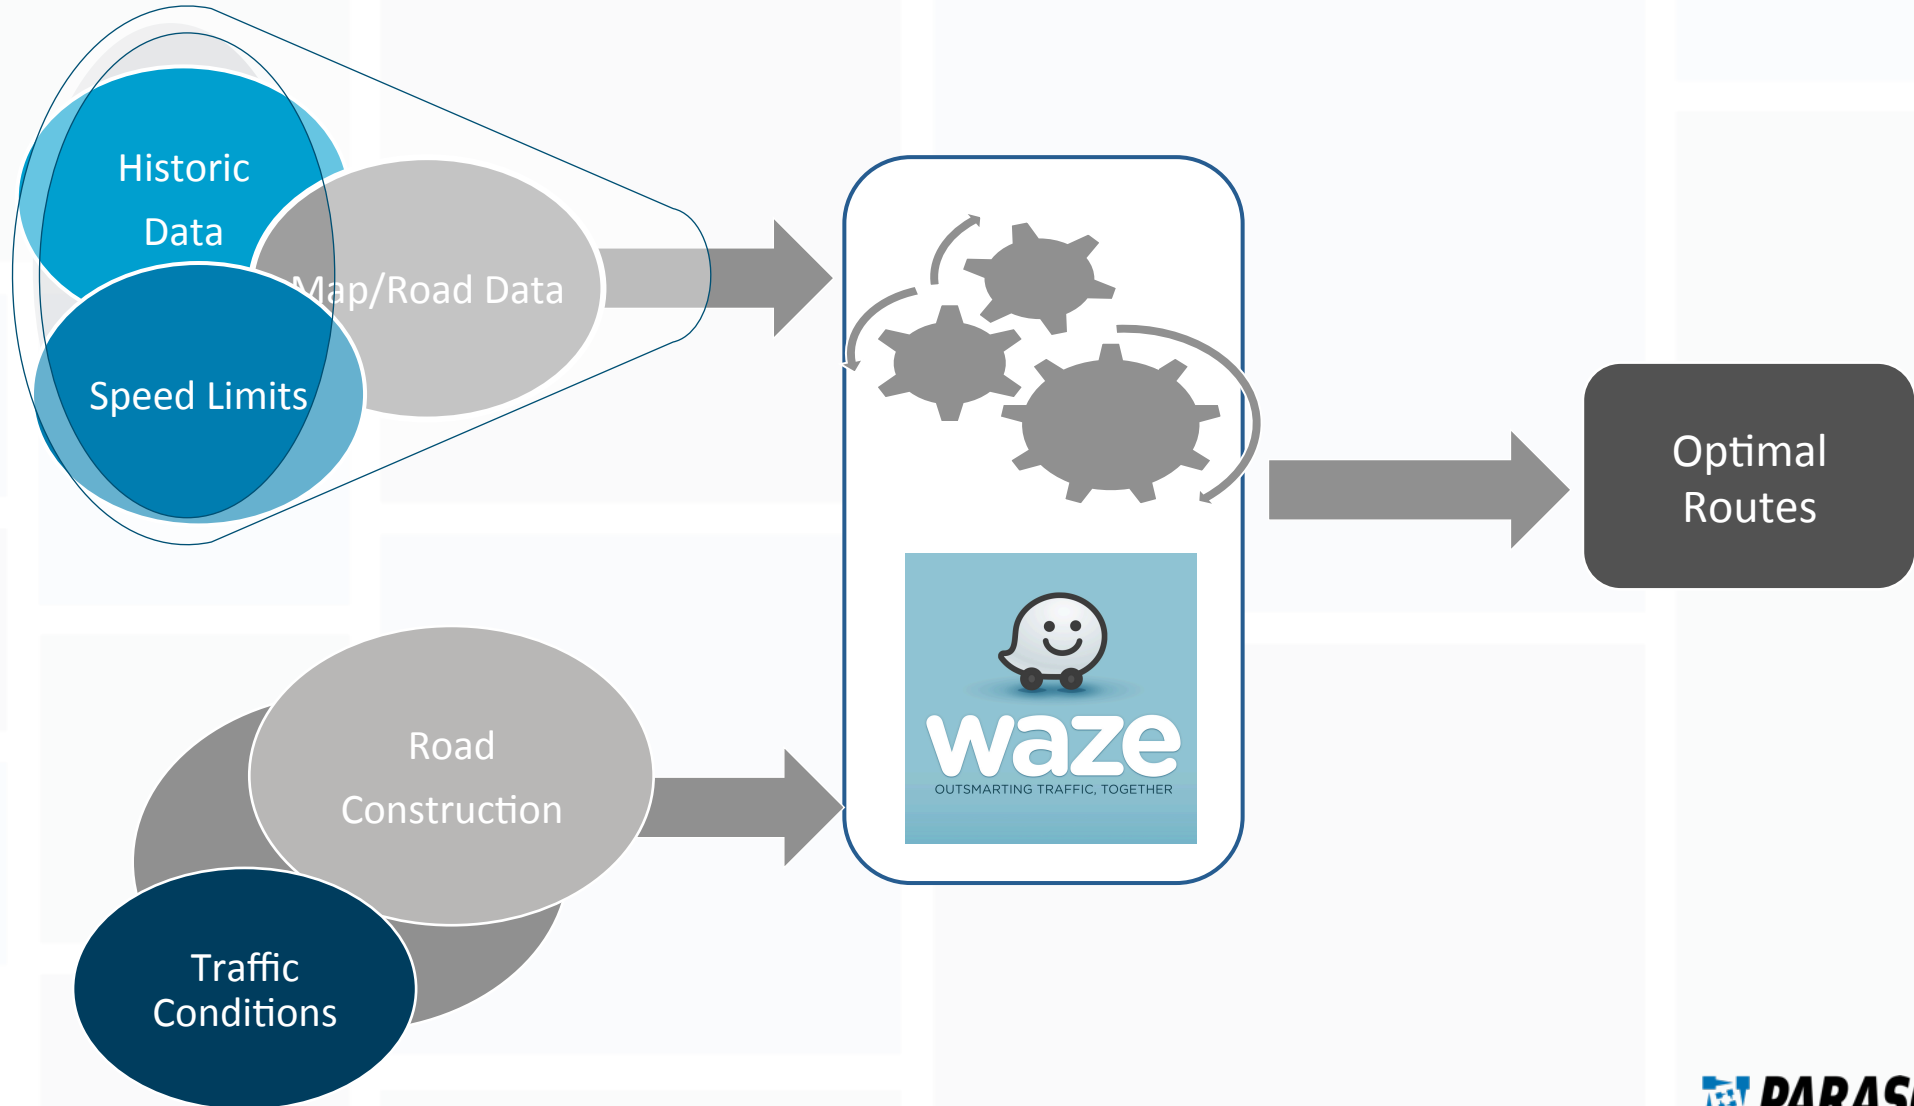 Historic
Data
Map/Road Data
Speed Limits
Road
Construction
Traffic
Conditions
waze
OUTSMARTING TRAFFIC, TOGETHER
Optimal
Routes